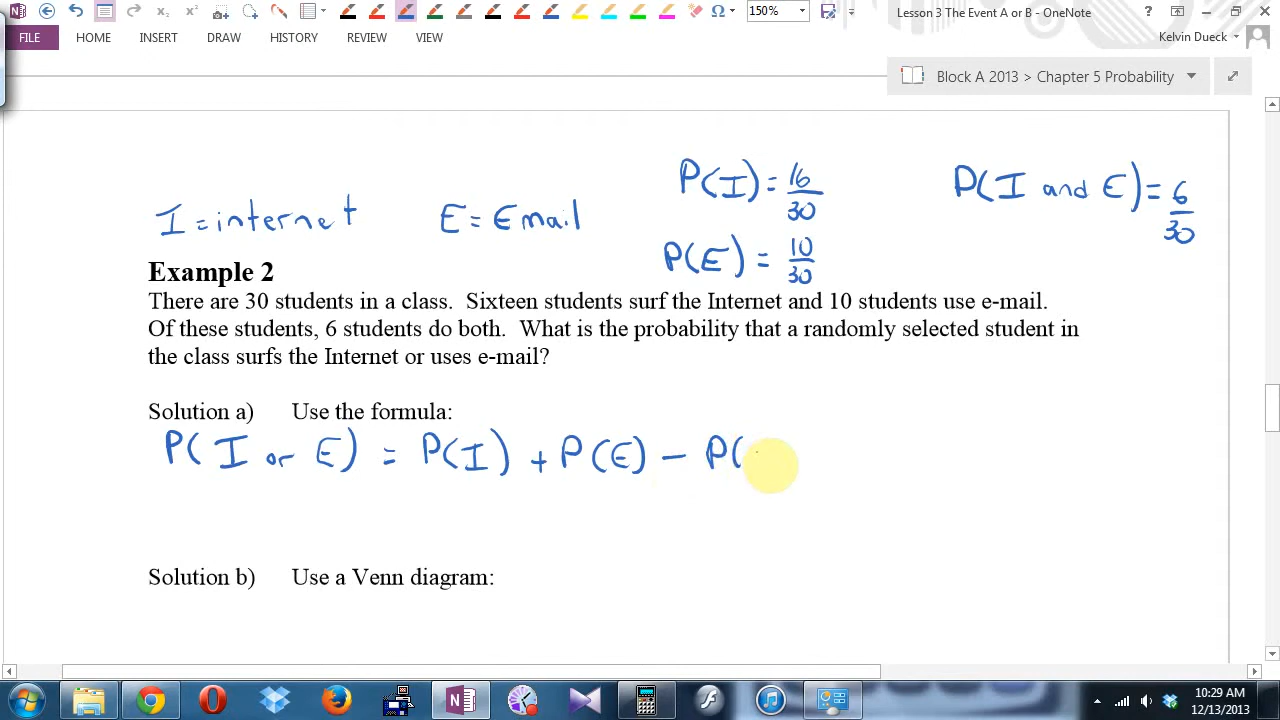 Lesson 3 The Event A or B - OneNote
150%
FILE HOME INSERT DRAW HISTORY REVIEW VIEW
Kelvin Dueck
Block A 2013 > Chapter 5 Probability
P(I) = 16/30
P(I and E) = 6/30
I = internet E = Email
P(E) = 10/30
Example 2
There are 30 students in a class. Sixteen students surf the Internet and 10 students use e-mail.
Of these students, 6 students do both. What is the probability that a randomly selected student in
the class surfs the Internet or uses e-mail?
Solution a) Use the formula:
P( I or E) = P(I) + P(E) - P(
Solution b) Use a Venn diagram:
10:29 AM
12/13/2013